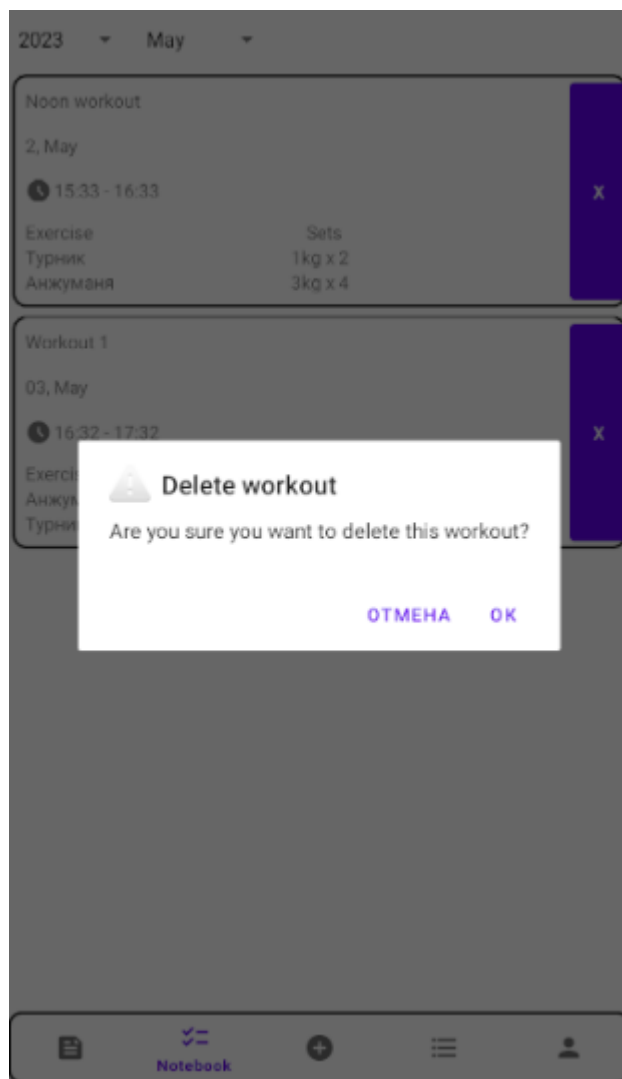 2023 May
Noon workout
2, May
15:33 - 16:33
X
Exercise Sets
Турник 1kg x 2
Анжуманя 3kg x 4
Workout 1
03, May
16:32 - 17:32
X
Delete workout
Are you sure you want to delete this workout?
ОТМЕНА ОК
Notebook